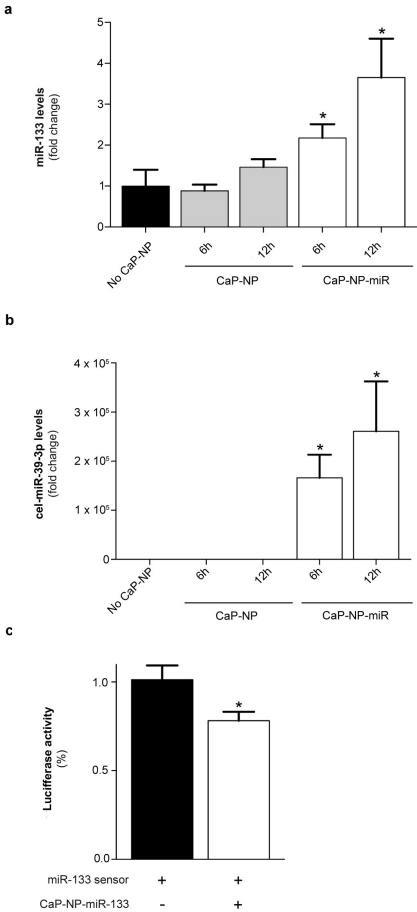 a
miR-133 levels
(fold change)
5
4
3
2
1
0
*
*
No CaP-NP
6h
12h
6h
12h
CaP-NP
CaP-NP-miR
b
cel-miR-39-3p levels
(fold change)
4 x 10⁵
3 x 10⁵
2 x 10⁵
1 x 10⁵
0
*
*
No CaP-NP
6h
12h
6h
12h
CaP-NP
CaP-NP-miR
c
Lucifferase activity
(%)
1.0
0.5
0.0
*
miR-133 sensor + +
CaP-NP-miR-133 - +